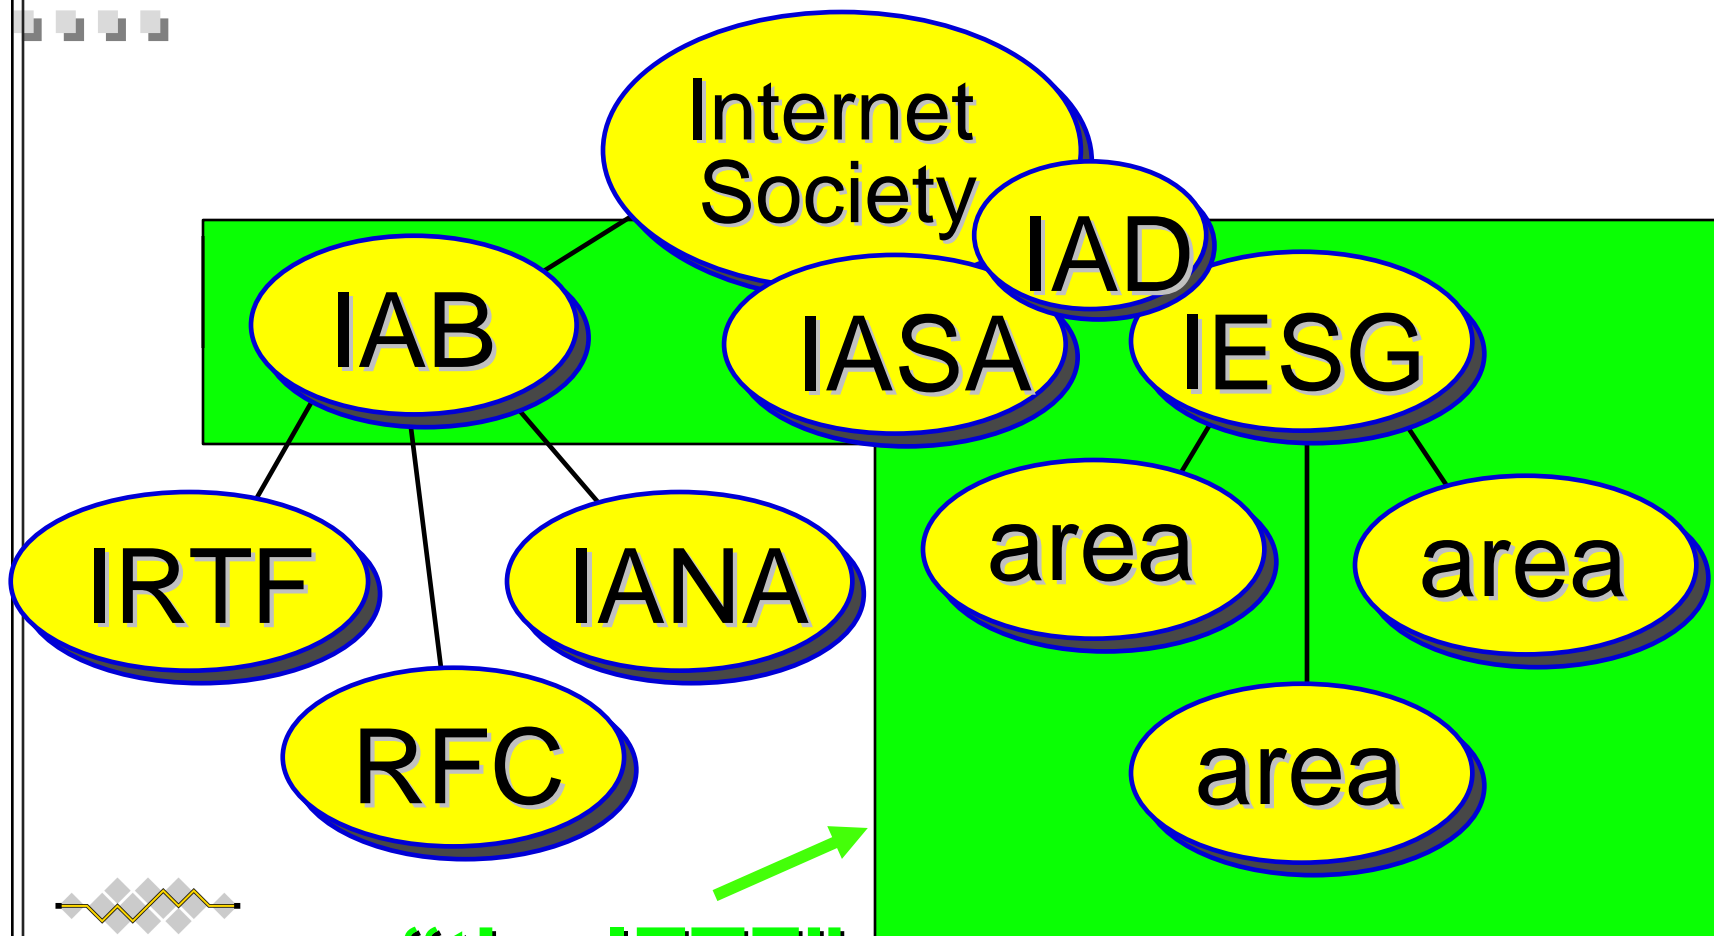 Internet
Society
IAD
IAB
IASA
IESG
IRTF
IANA
area
area
RFC
area